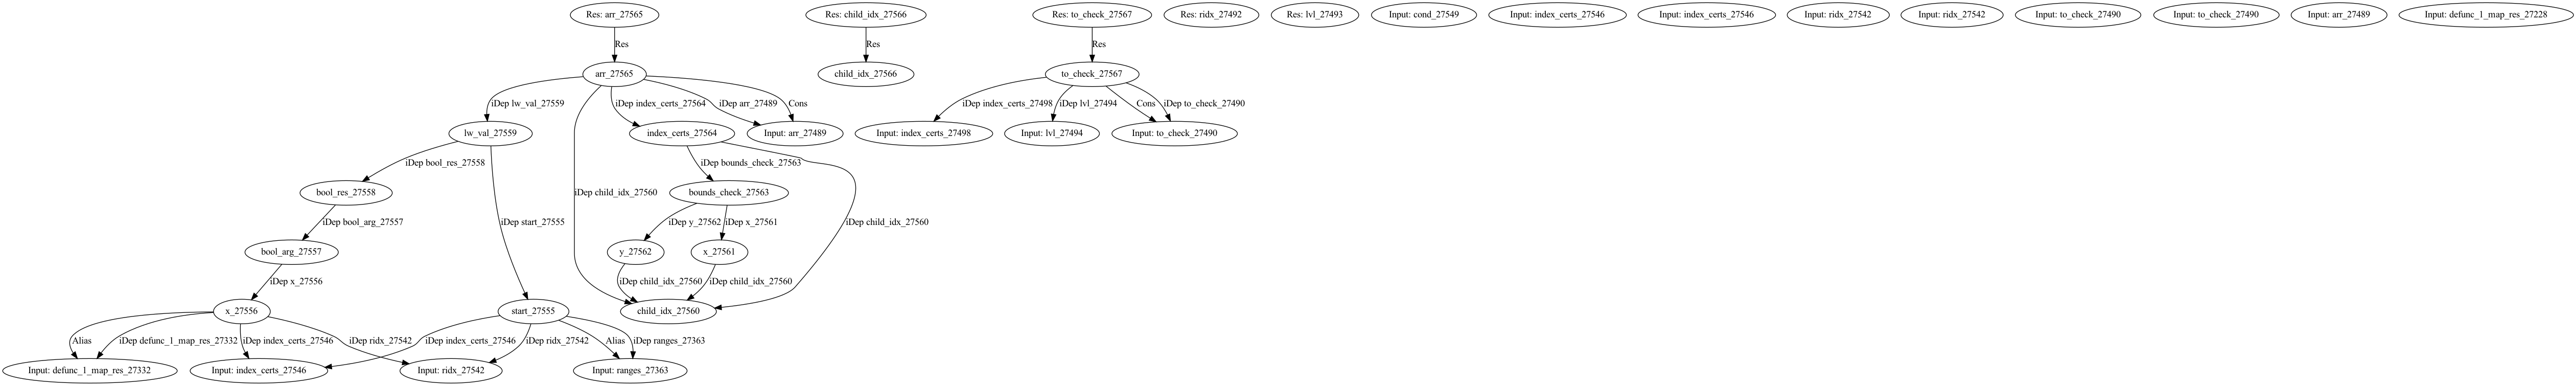 Res: arr_27565
Res: child_idx_27566
Res: to_check_27567
Res: ridx_27492
Res: lvl_27493
Input: cond_27549
Input: index_certs_27546
Input: index_certs_27546
Input: ridx_27542
Input: ridx_27542
Input: to_check_27490
Input: to_check_27490
Input: arr_27489
Input: defunc_1_map_res_27228
Res
Res
Res
arr_27565
child_idx_27566
to_check_27567
iDep lw_val_27559
iDep index_certs_27564
iDep arr_27489
Cons
iDep index_certs_27498
iDep lvl_27494
Cons
iDep to_check_27490
lw_val_27559
index_certs_27564
Input: arr_27489
Input: index_certs_27498
Input: lvl_27494
Input: to_check_27490
iDep bool_res_27558
iDep bounds_check_27563
bool_res_27558
iDep child_idx_27560
bounds_check_27563
iDep bool_arg_27557
iDep start_27555
iDep y_27562
iDep x_27561
iDep child_idx_27560
bool_arg_27557
y_27562
x_27561
iDep x_27556
iDep child_idx_27560
iDep child_idx_27560
x_27556
start_27555
child_idx_27560
Alias
iDep defunc_1_map_res_27332
iDep index_certs_27546
iDep ridx_27542
iDep index_certs_27546
iDep ridx_27542
Alias
iDep ranges_27363
Input: defunc_1_map_res_27332
Input: index_certs_27546
Input: ridx_27542
Input: ranges_27363